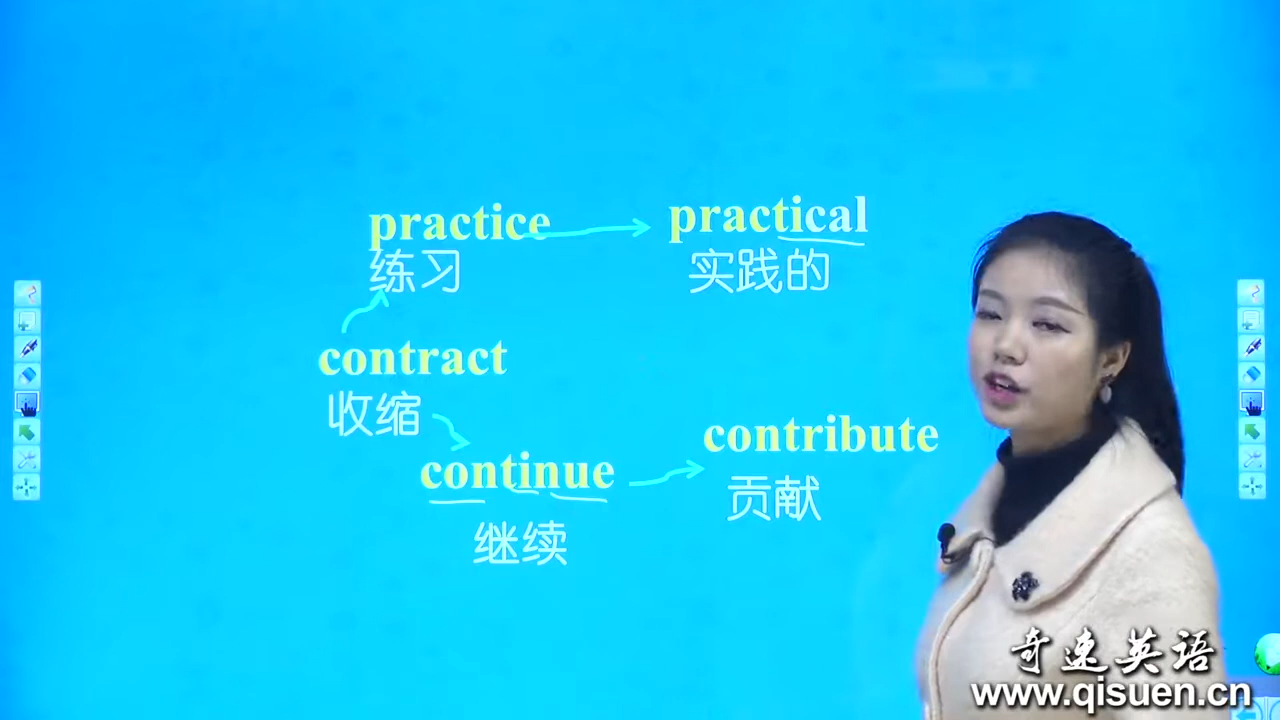 practice
practical
练习
实践的
contract
收缩
contribute
贡献
continue
继续
奇速英语
www.qisuen.cn